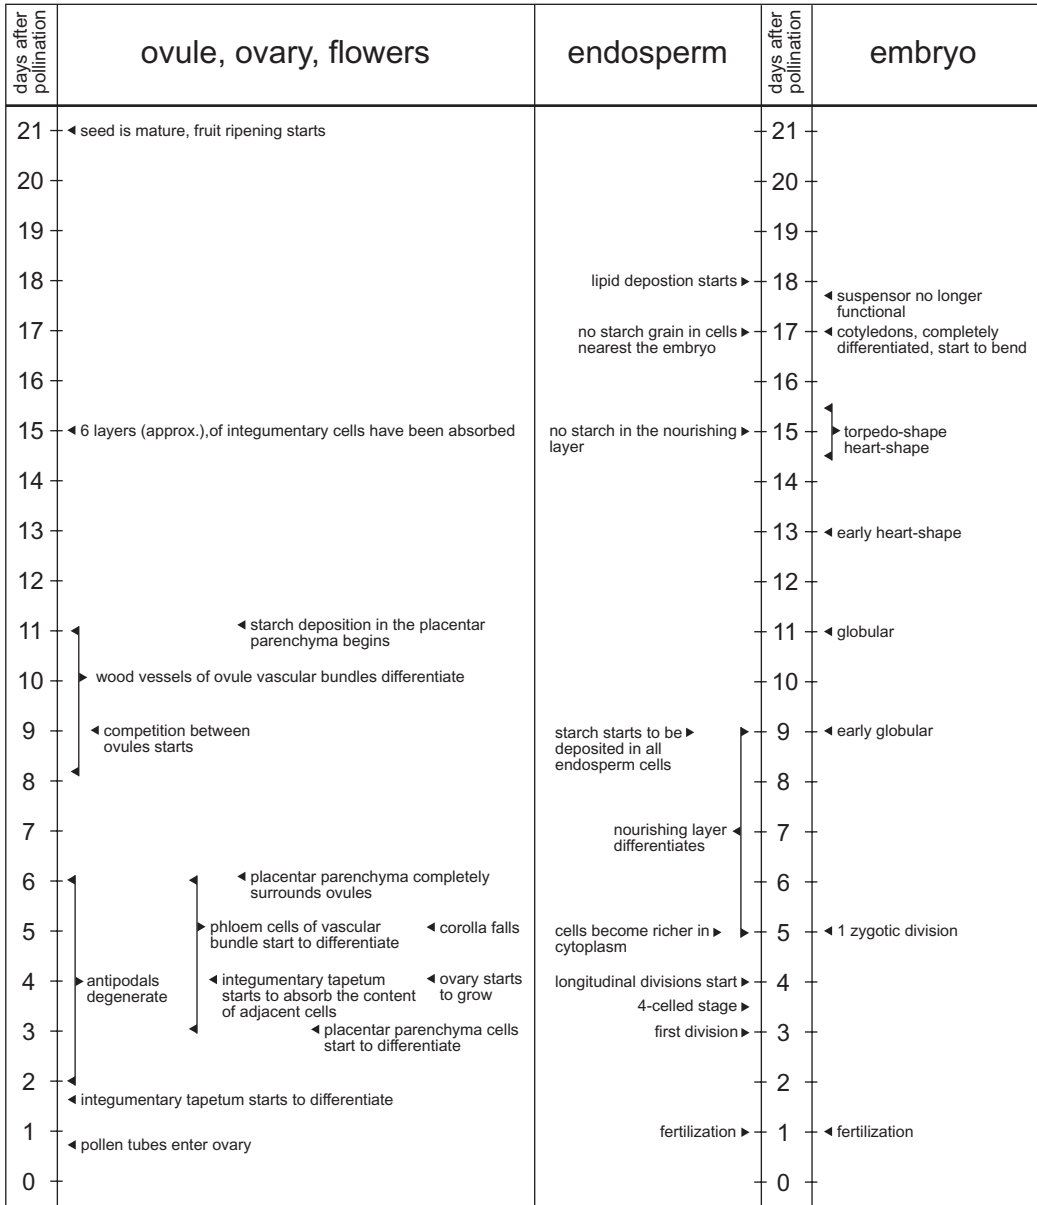 days after
pollination
ovule, ovary, flowers
endosperm
days after
pollination
embryo
21
seed is mature, fruit ripening starts
21
20
20
19
19
18
lipid depostion starts
18
suspensor no longer
functional
17
no starch grain in cells
nearest the embryo
17
cotyledons, completely
differentiated, start to bend
16
16
15
6 layers (approx.),of integumentary cells have been absorbed
no starch in the nourishing
layer
15
torpedo-shape
heart-shape
14
14
13
13
early heart-shape
12
12
11
starch deposition in the placentar
parenchyma begins
11
globular
10
wood vessels of ovule vascular bundles differentiate
10
9
competition between
ovules starts
starch starts to be
deposited in all
endosperm cells
9
early globular
8
8
7
nourishing layer
differentiates
7
6
placentar parenchyma completely
surrounds ovules
6
5
phloem cells of vascular
bundle start to differentiate
corolla falls
cells become richer in
cytoplasm
5
1 zygotic division
4
antipodals
degenerate
integumentary tapetum
starts to absorb the content
of adjacent cells
ovary starts
to grow
longitudinal divisions start
4
4-celled stage
3
placentar parenchyma cells
start to differentiate
first division
3
2
2
integumentary tapetum starts to differentiate
1
pollen tubes enter ovary
fertilization
1
fertilization
0
0